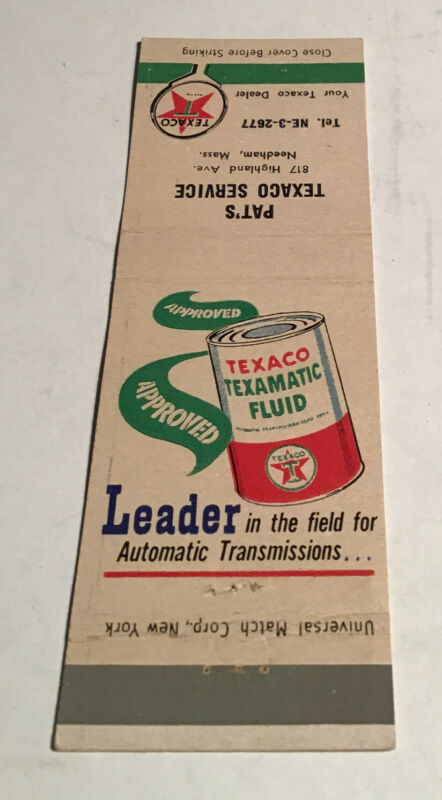 Close Cover Before Striking
Your Texaco Dealer
TEXACO
Tel. NE-3-2677
Needham, Mass.
817 Highland Ave.
TEXACO SERVICE
PAT'S
APPROVED
APPROVED
TEXACO
TEXAMATIC
FLUID
TEXACO
T
Leader in the field for
Automatic Transmissions...
Universal Match Corp., New York